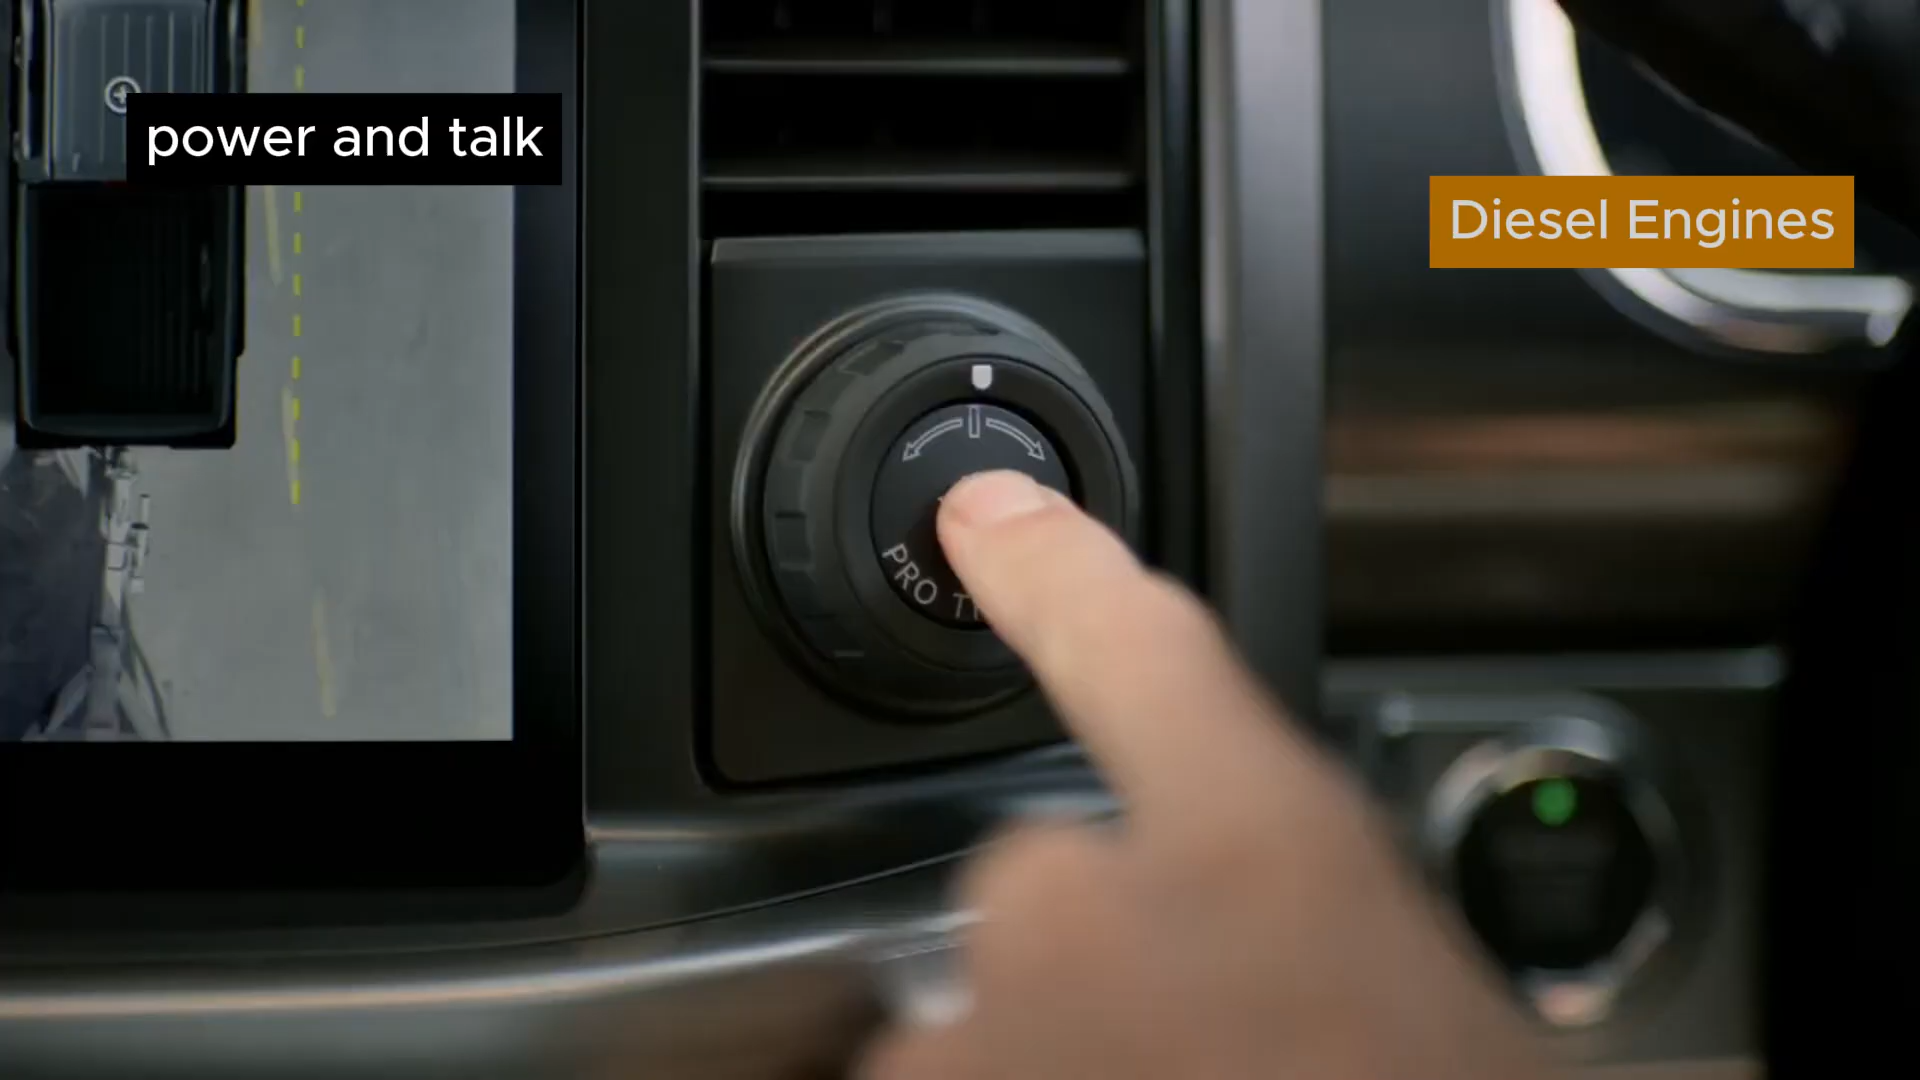 power and talk
Diesel Engines
PRO